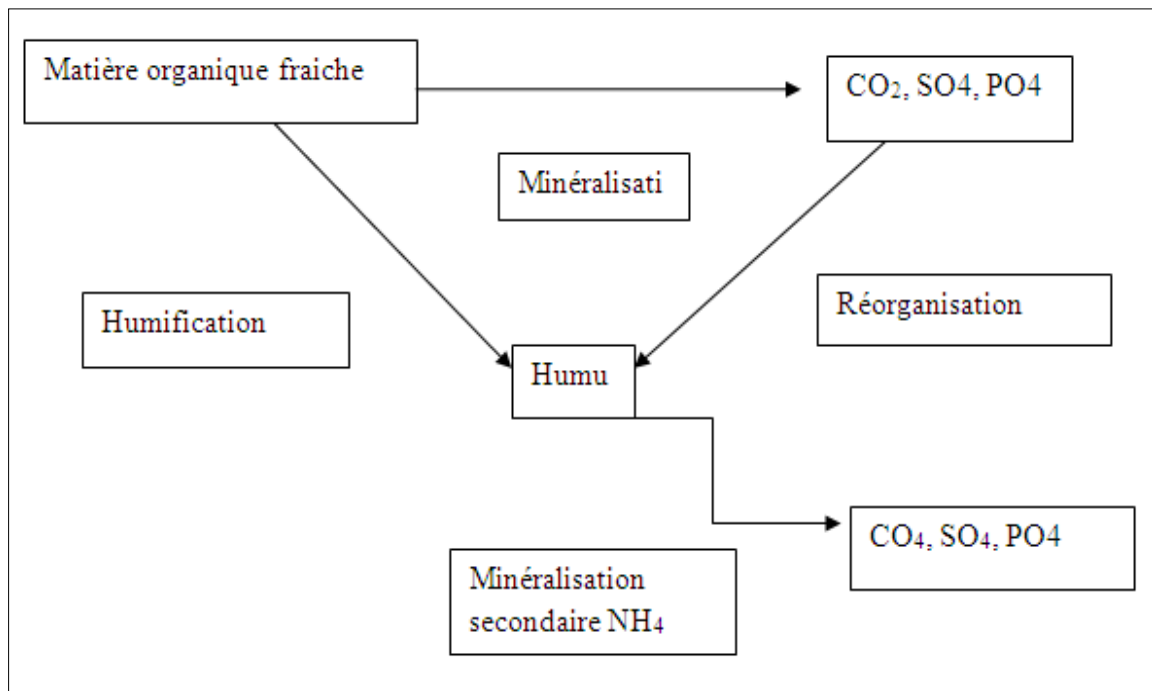 Matière organique fraiche
CO₂, SO4, PO4
Minéralisati
Humification
Réorganisation
Humu
CO₄, SO₄, PO4
Minéralisation
secondaire NH₄